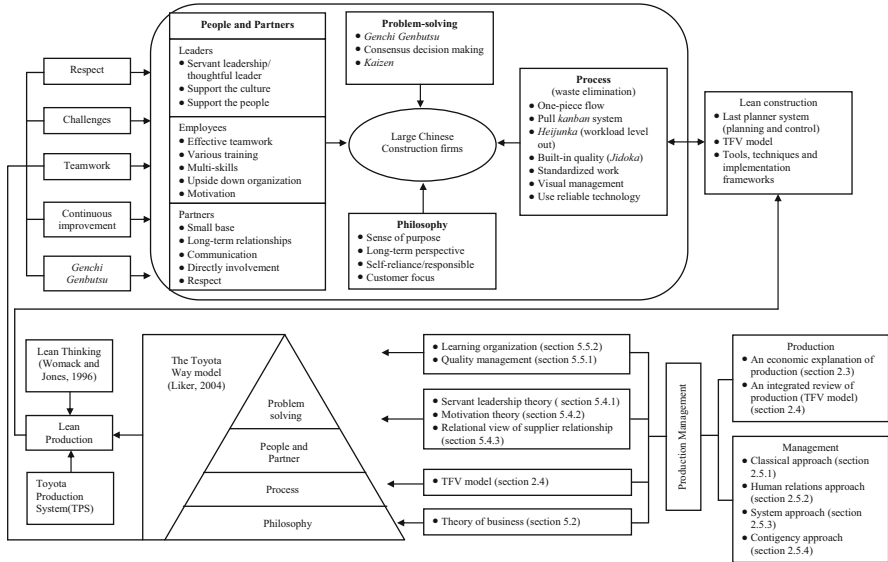 Respect
Challenges
Teamwork
Continuous
improvement
Genchi
Genbutsu
People and Partners
Leaders
● Servant leadership/
thoughtful leader
● Support the culture
● Support the people
Employees
● Effective teamwork
● Various training
● Multi-skills
● Upside down organization
● Motivation
Partners
● Small base
● Long-term relationships
● Communication
● Directly involvement
● Respect
Problem-solving
● Genchi Genbutsu
● Consensus decision making
● Kaizen
Large Chinese
Construction firms
Philosophy
● Sense of purpose
● Long-term perspective
● Self-reliance/responsible
● Customer focus
Process
(waste elimination)
● One-piece flow
● Pull kanban system
● Heijunka (workload level
out)
● Built-in quality (Jidoka)
● Standardized work
● Visual management
● Use reliable technology
Lean construction
● Last planner system
(planning and control)
● TFV model
● Tools, techniques and
implementation
frameworks
Lean Thinking
(Womack and
Jones, 1996)
Lean
Production
Toyota
Production
System(TPS)
The Toyota
Way model
(Liker, 2004)
Problem
solving
People and
Partner
Process
Philosophy
● Learning organization (section 5.5.2)
● Quality management (section 5.5.1)
● Servant leadership theory ( section 5.4.1)
● Motivation theory (section 5.4.2)
● Relational view of supplier relationship
(section 5.4.3)
● TFV model (section 2.4)
● Theory of business (section 5.2)
Production Management
Production
● An economic explanation of
production (section 2.3)
● An integrated review of
production (TFV model)
(section 2.4)
Management
● Classical approach (section
2.5.1)
● Human relations approach
(section 2.5.2)
● System approach (section
2.5.3)
● Contigency approach
(section 2.5.4)